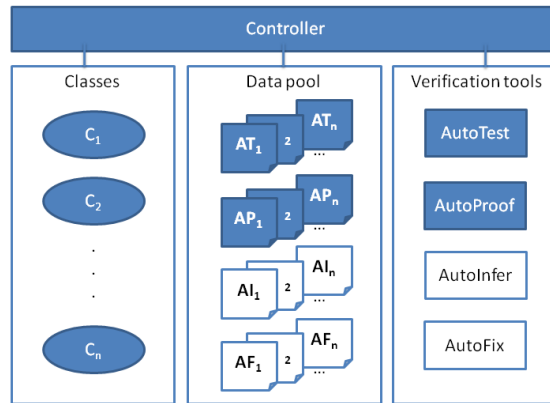 Controller
Classes
Data pool
Verification tools
C1
C2
.
.
.
Cn
AT1
2
ATn
...
AP1
2
APn
...
AI1
2
AIn
...
AF1
2
AFn
...
AutoTest
AutoProof
AutoInfer
AutoFix